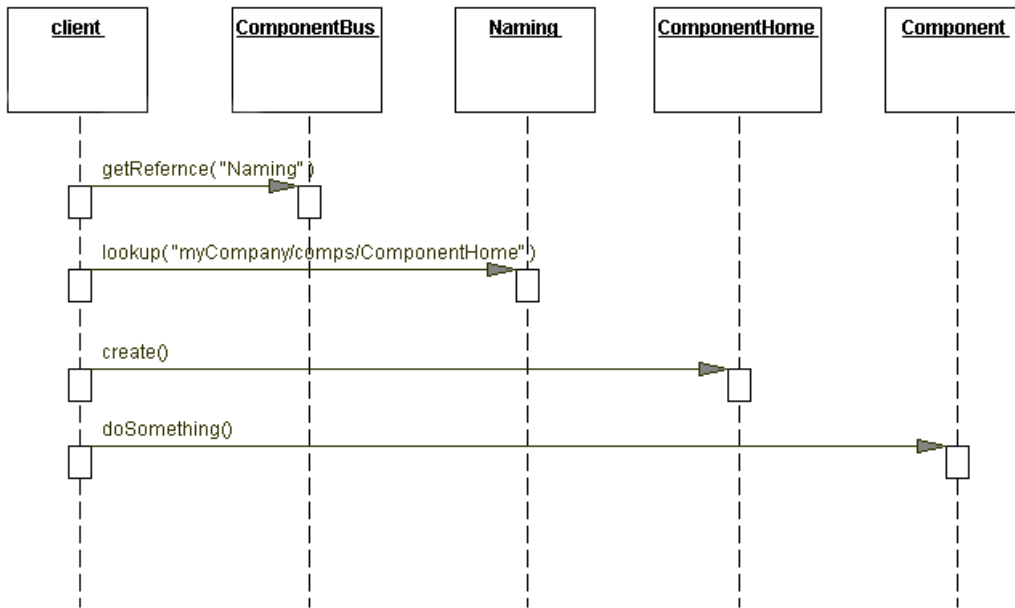 client
ComponentBus
Naming
ComponentHome
Component
getRefernce( "Naming" )
lookup( "myCompany/comps/ComponentHome" )
create()
doSomething()